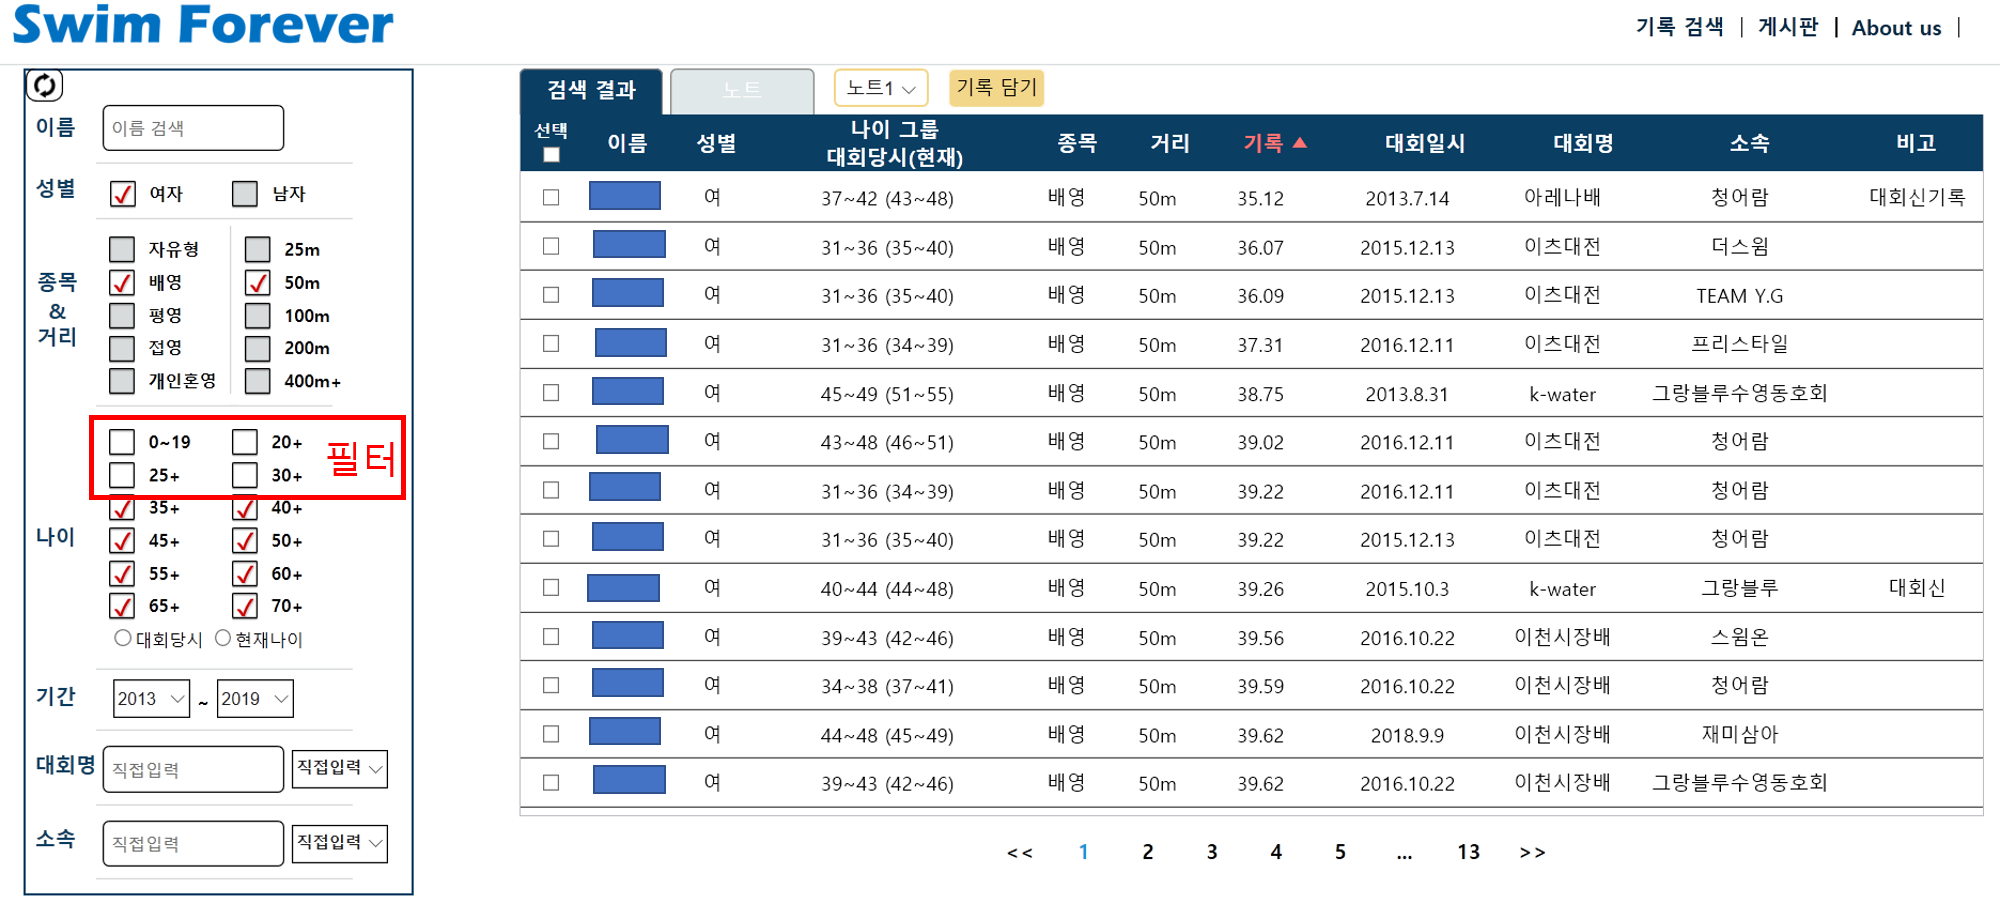 Swim Forever
기록 검색 | 게시판 | About us |
이름 이름 검색
성별 여자 남자
종목
&
거리
자유형 25m
배영 50m
평영 100m
접영 200m
개인혼영 400m+
나이
0~19 20+
25+ 30+
필터
35+ 40+
45+ 50+
55+ 60+
65+ 70+
대회당시 현재나이
기간 2013 ~ 2019
대회명 직접입력 직접입력
소속 직접입력 직접입력
검색 결과 노트 노트1 기록 담기
선택 이름 성별 나이 그룹 대회당시(현재) 종목 거리 기록 ▲ 대회일시 대회명 소속 비고
여 37~42 (43~48) 배영 50m 35.12 2013.7.14 아레나배 청어람 대회신기록
여 31~36 (35~40) 배영 50m 36.07 2015.12.13 이츠대전 더스윔
여 31~36 (35~40) 배영 50m 36.09 2015.12.13 이츠대전 TEAM Y.G
여 31~36 (34~39) 배영 50m 37.31 2016.12.11 이츠대전 프리스타일
여 45~49 (51~55) 배영 50m 38.75 2013.8.31 k-water 그랑블루수영동호회
여 43~48 (46~51) 배영 50m 39.02 2016.12.11 이츠대전 청어람
여 31~36 (34~39) 배영 50m 39.22 2016.12.11 이츠대전 청어람
여 31~36 (35~40) 배영 50m 39.22 2015.12.13 이츠대전 청어람
여 40~44 (44~48) 배영 50m 39.26 2015.10.3 k-water 그랑블루 대회신
여 39~43 (42~46) 배영 50m 39.56 2016.10.22 이천시장배 스윔온
여 34~38 (37~41) 배영 50m 39.59 2016.10.22 이천시장배 청어람
여 44~48 (45~49) 배영 50m 39.62 2018.9.9 이천시장배 재미삼아
여 39~43 (42~46) 배영 50m 39.62 2016.10.22 이천시장배 그랑블루수영동호회
<< 1 2 3 4 5 ... 13 >>